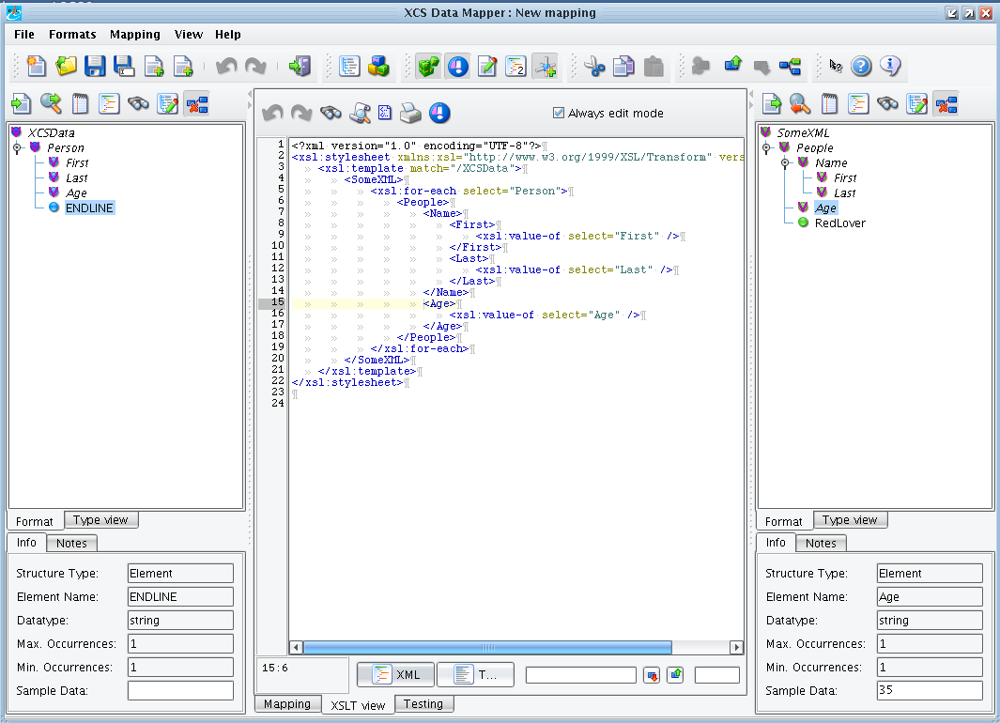 XCS Data Mapper : New mapping
File Formats Mapping View Help
XCSData
Person
First
Last
Age
ENDLINE
Format Type view
Info Notes
Structure Type: Element
Element Name: ENDLINE
Datatype: string
Max. Occurrences: 1
Min. Occurrences: 1
Sample Data:
Always edit mode
1 <?xml version="1.0" encoding="UTF-8"?>¶
2 <xsl:stylesheet xmlns:xsl="http://www.w3.org/1999/XSL/Transform" vers
3 » <xsl:template match="/XCSData">¶
4 » » <SomeXML>¶
5 » » » <xsl:for-each select="Person">¶
6 » » » » <People>¶
7 » » » » » <Name>¶
8 » » » » » » <First>¶
9 » » » » » » » <xsl:value-of select="First" />¶
10 » » » » » » </First>¶
11 » » » » » » <Last>¶
12 » » » » » » » <xsl:value-of select="Last" />¶
13 » » » » » » </Last>¶
14 » » » » » </Name>¶
15 » » » » » <Age>¶
16 » » » » » » <xsl:value-of select="Age" />¶
17 » » » » » </Age>¶
18 » » » » </People>¶
19 » » » </xsl:for-each>¶
20 » » </SomeXML>¶
21 » </xsl:template>¶
22 </xsl:stylesheet>¶
23 ¶
24
15:6
XML T...
Mapping XSLT view Testing
SomeXML
People
Name
First
Last
Age
RedLover
Format Type view
Info Notes
Structure Type: Element
Element Name: Age
Datatype: string
Max. Occurrences: 1
Min. Occurrences: 1
Sample Data: 35